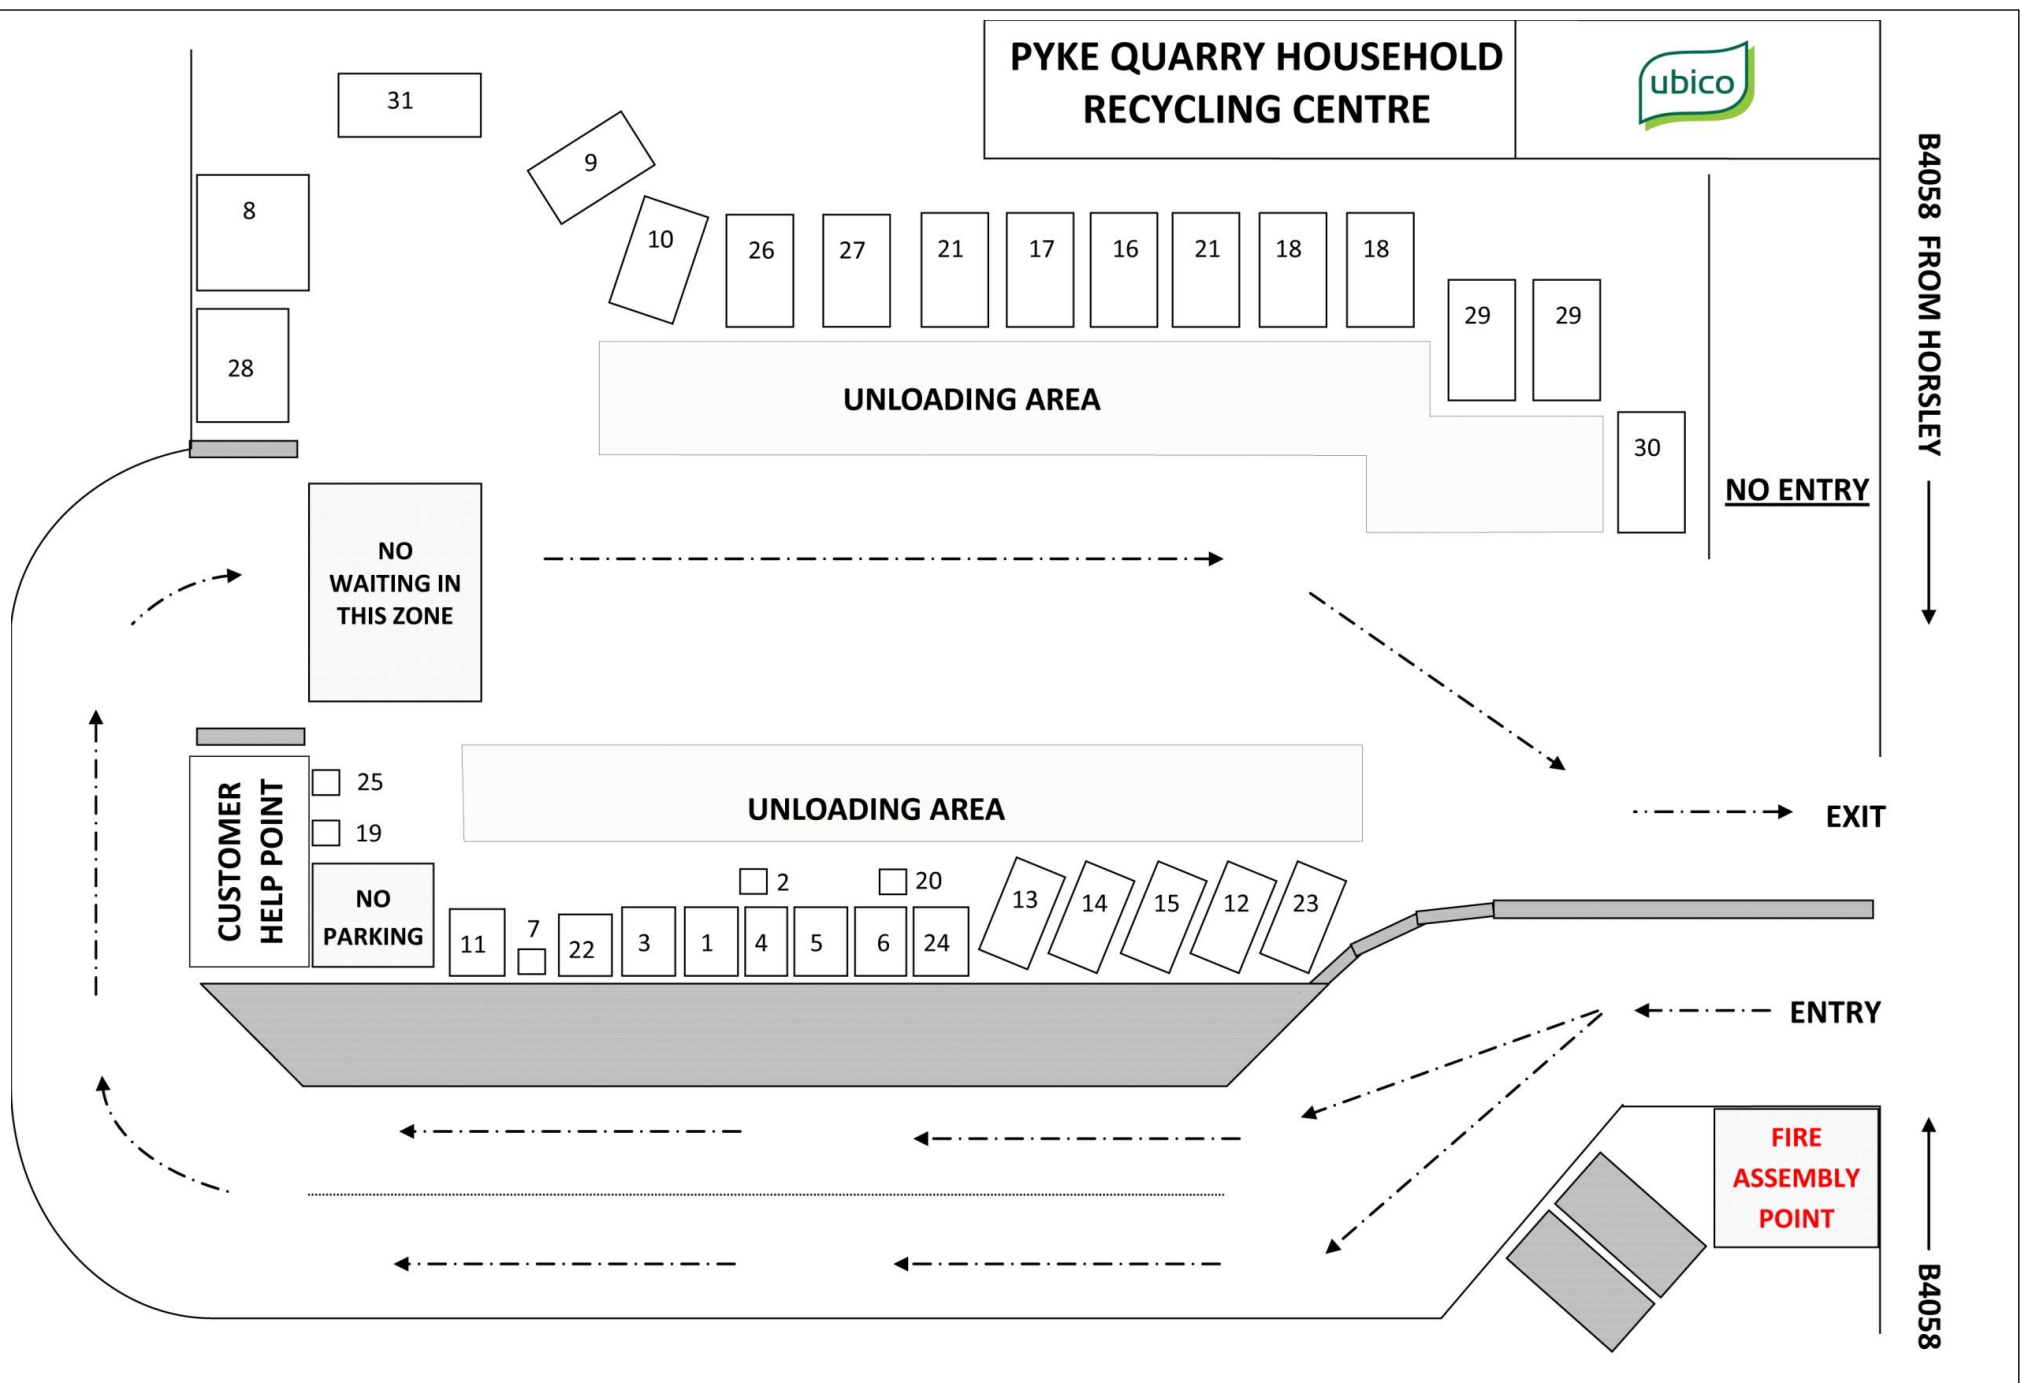 PYKE QUARRY HOUSEHOLD
RECYCLING CENTRE
ubico
31
9
8
10
26
27
21
17
16
21
18
18
29
29
28
30
UNLOADING AREA
NO ENTRY
B4058 FROM HORSLEY
NO
WAITING IN
THIS ZONE
CUSTOMER
HELP POINT
25
19
UNLOADING AREA
EXIT
NO
PARKING
2
20
11
7
22
3
1
4
5
6
24
13
14
15
12
23
ENTRY
FIRE
ASSEMBLY
POINT
B4058